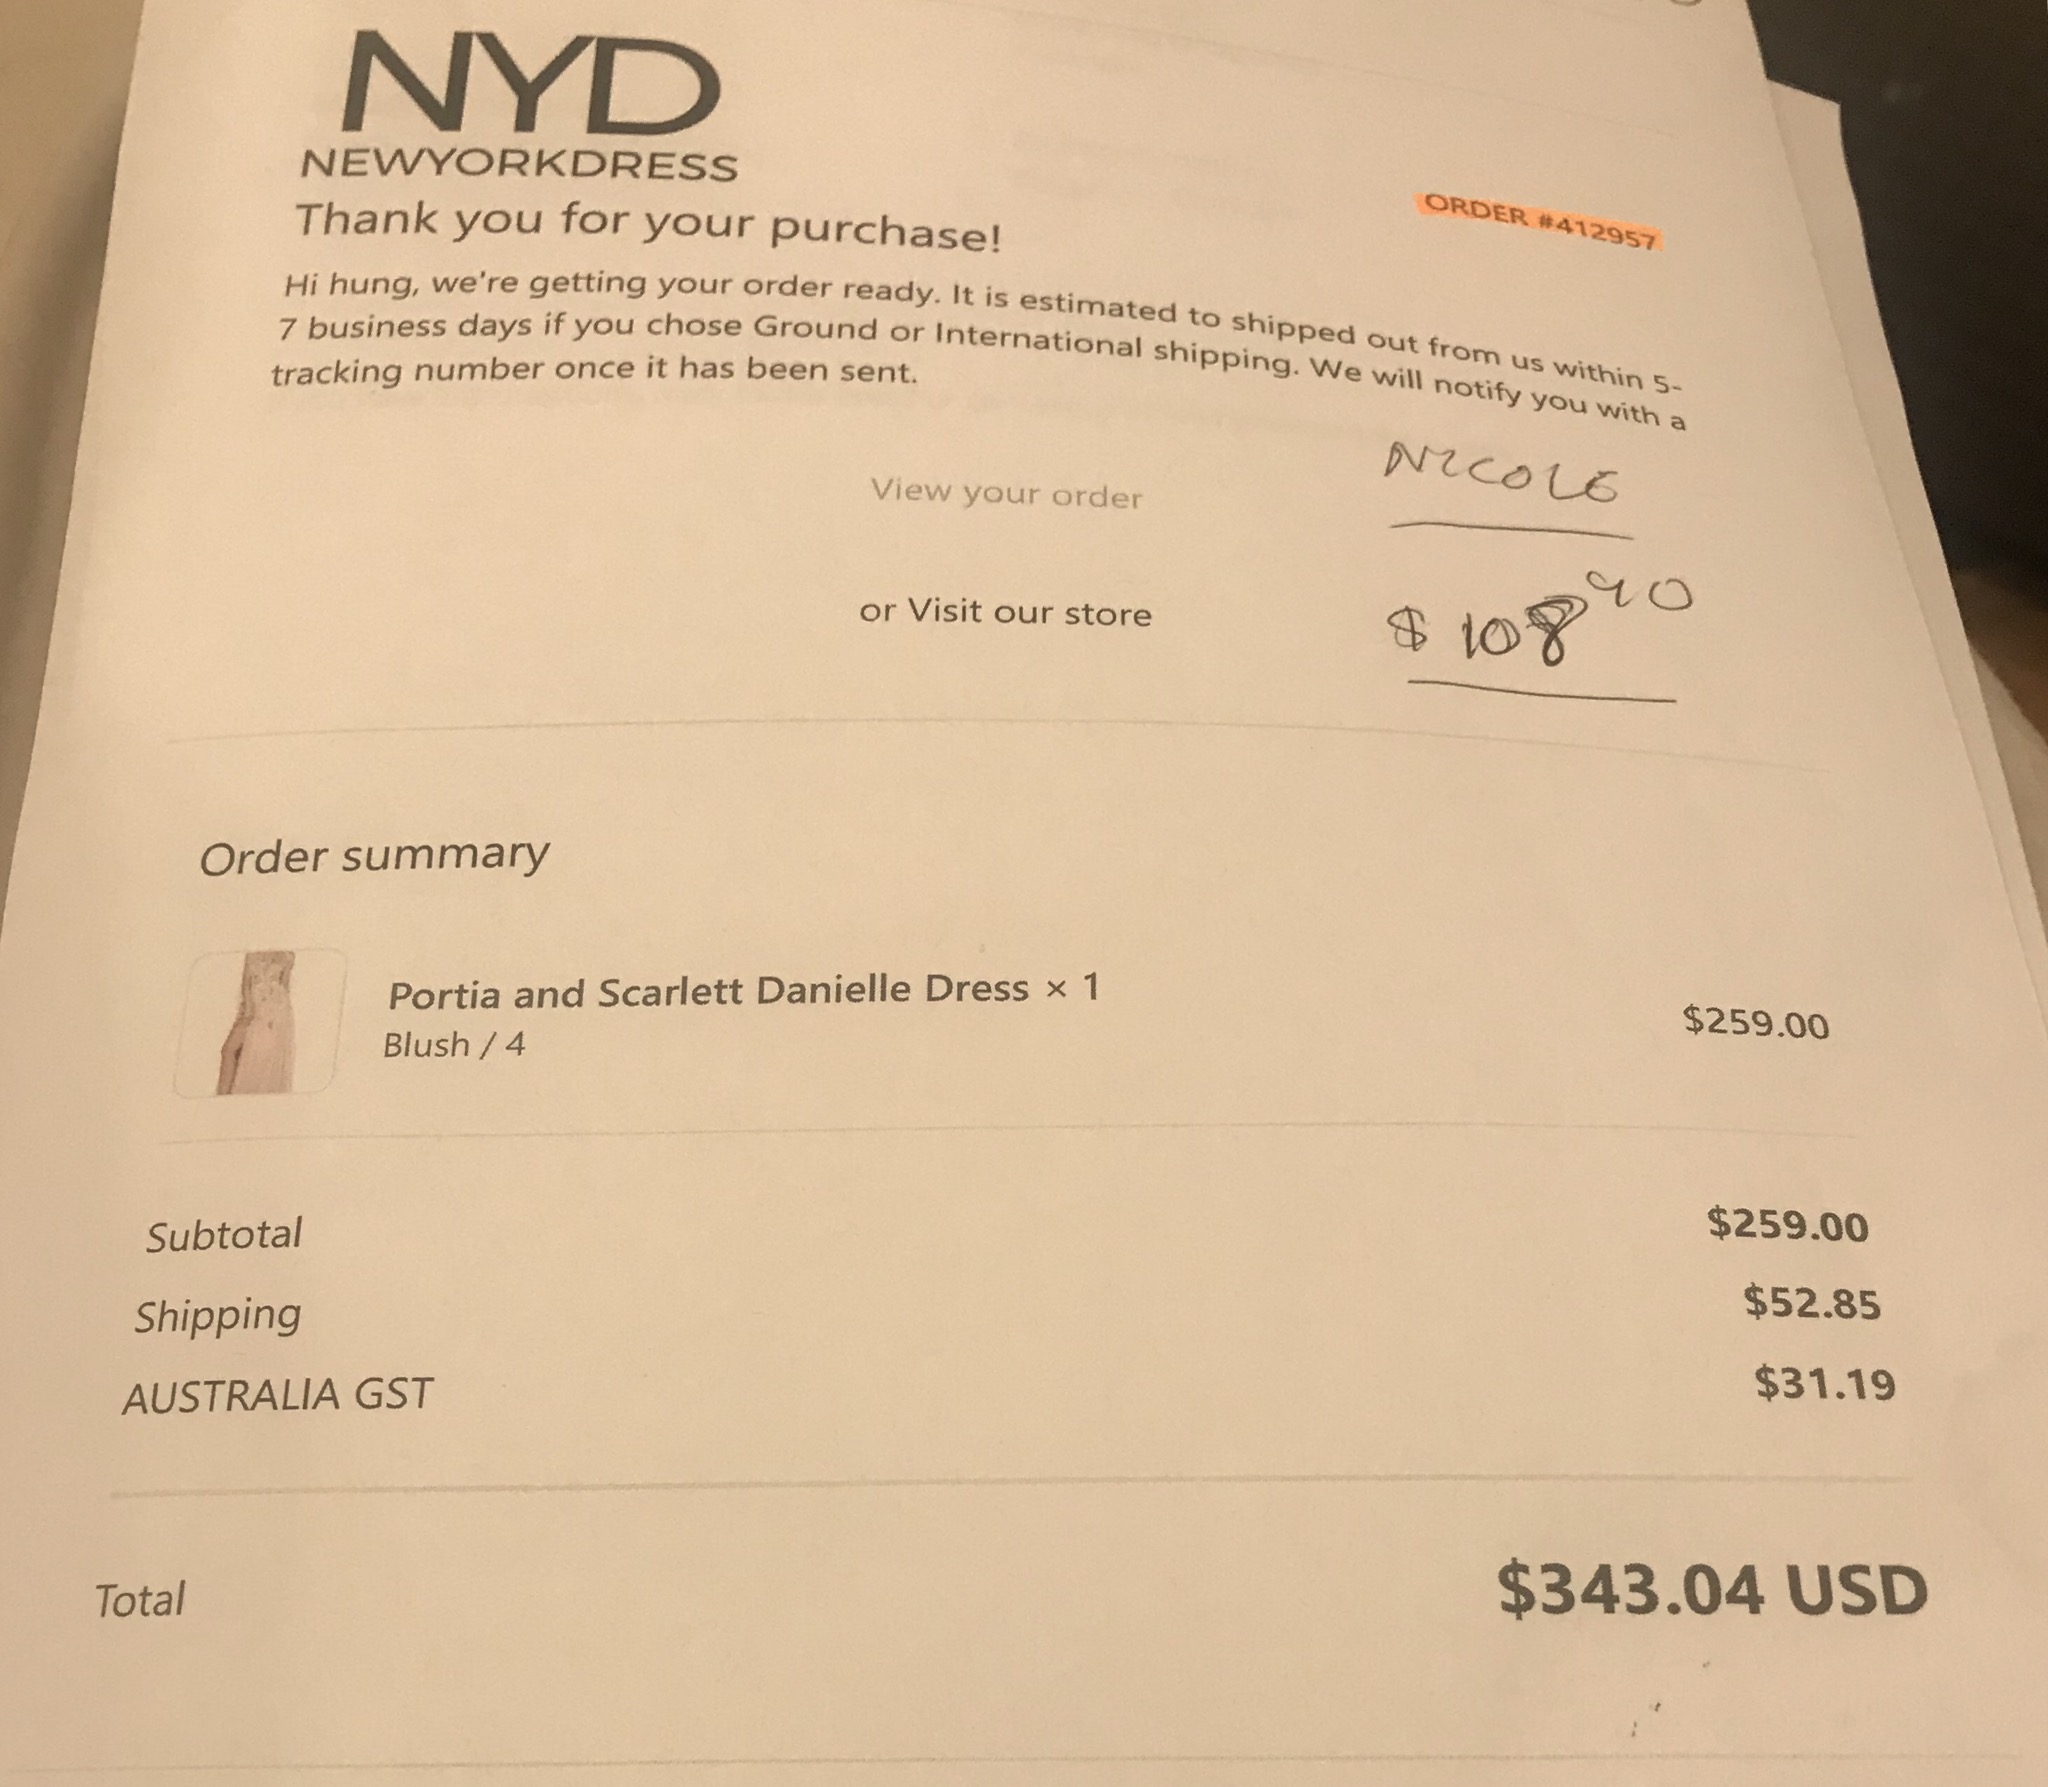 NYD
NEWYORKDRESS
Thank you for your purchase!
ORDER #412957
Hi hung, we're getting your order ready. It is estimated to shipped out from us within 5-
7 business days if you chose Ground or International shipping. We will notify you with a
tracking number once it has been sent.
NICOLE
View your order
or Visit our store
$ 108 90
Order summary
Portia and Scarlett Danielle Dress × 1
Blush / 4
$259.00
Subtotal $259.00
Shipping $52.85
AUSTRALIA GST $31.19
Total $343.04 USD